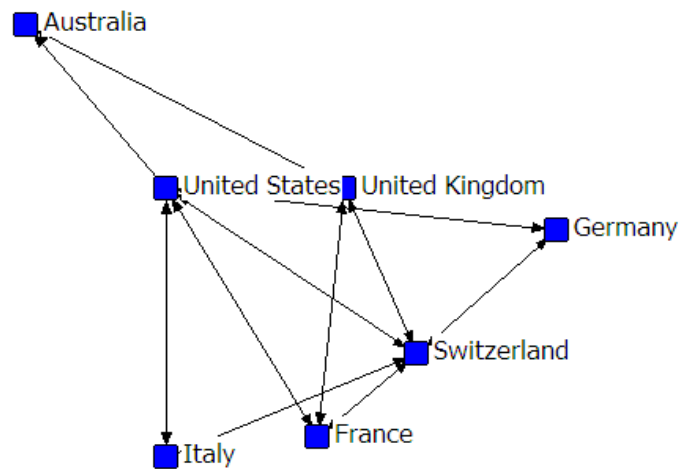 Australia
United States
United Kingdom
Germany
Switzerland
France
Italy